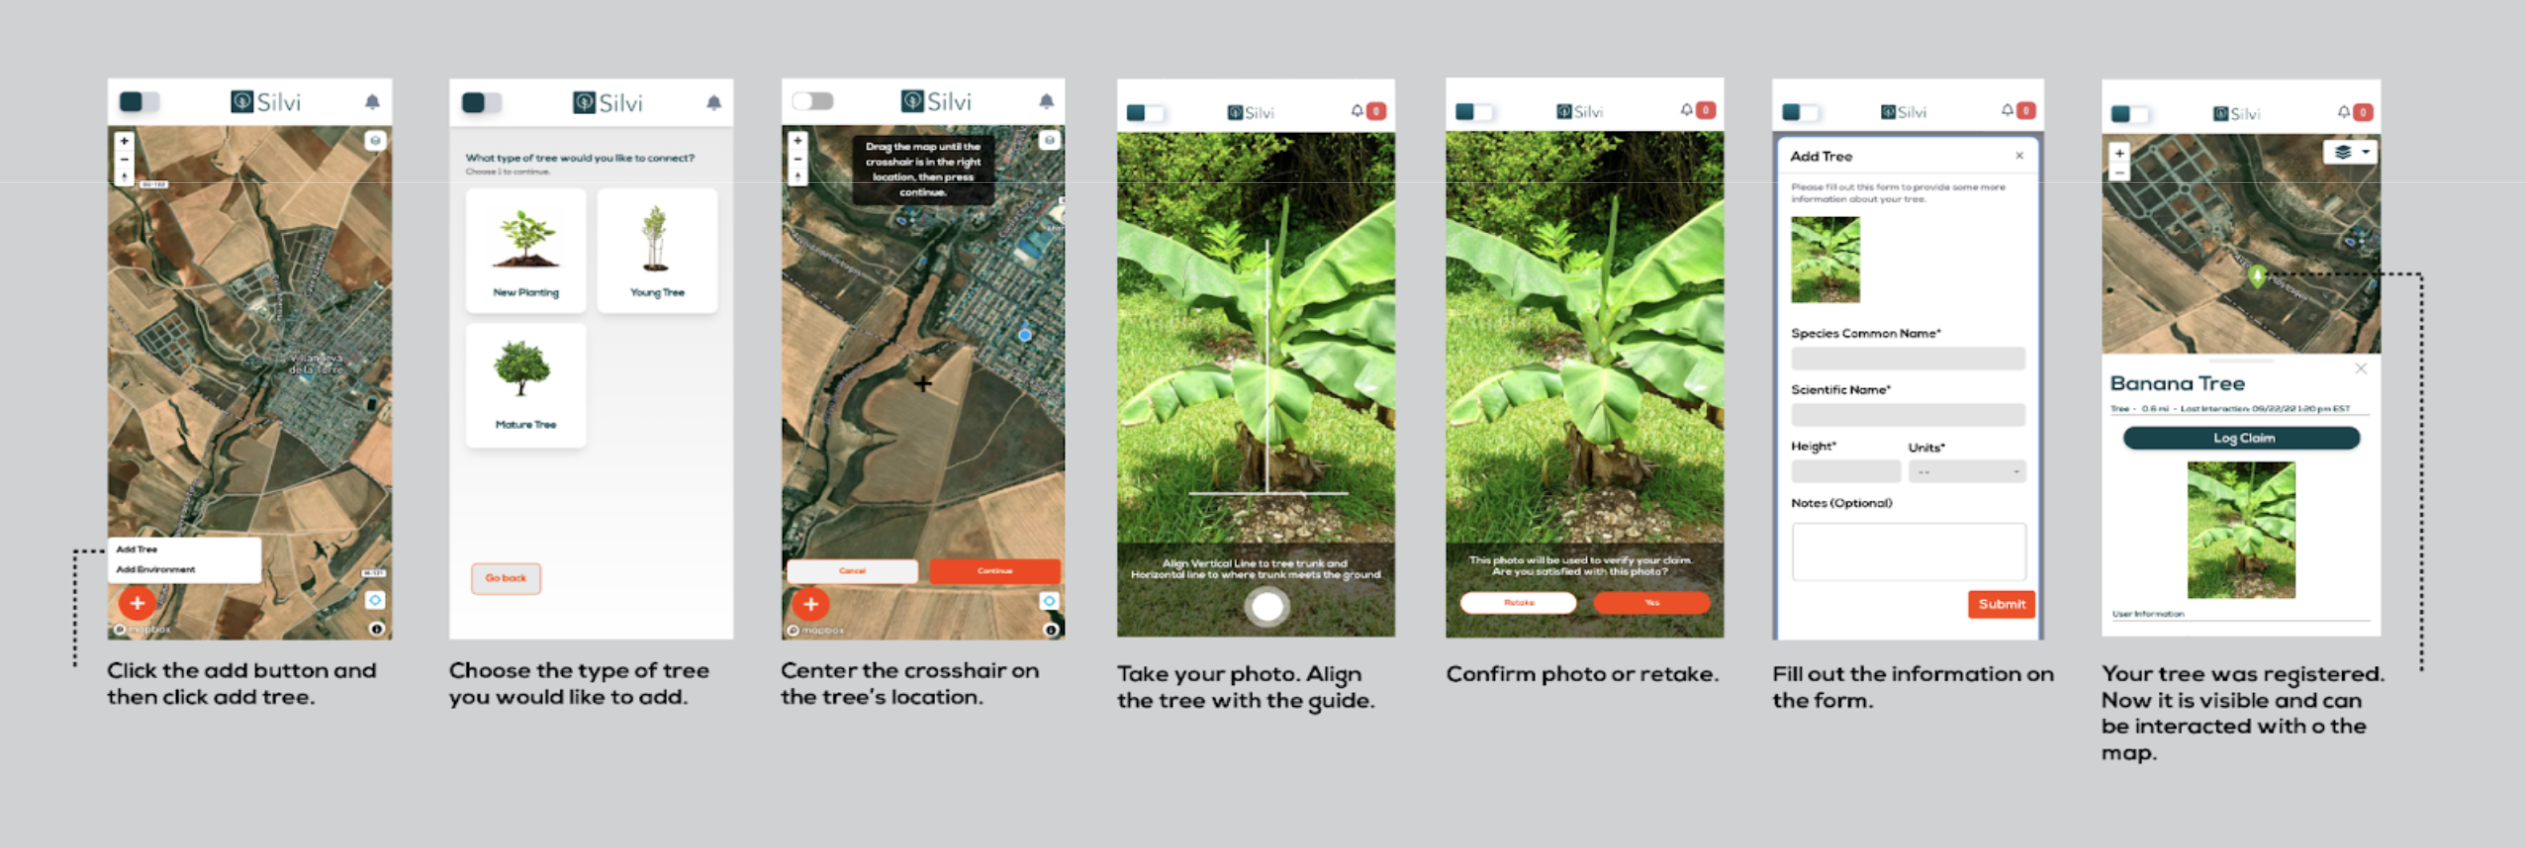 Silvi
Villanueva
de la Torre
Add Tree
Add Environment
mapbox
Click the add button and
then click add tree.
Silvi
What type of tree would you like to connect?
Choose 1 to continue.
New Planting
Young Tree
Mature Tree
Go back
Choose the type of tree
you would like to add.
Silvi
Drag the map until the
crosshair is in the right
location, then press
continue.
Cancel
Continue
mapbox
Center the crosshair on
the tree's location.
Silvi
0
Align Vertical Line to tree trunk and
Horizontal line to where trunk meets the ground.
Take your photo. Align
the tree with the guide.
Silvi
0
This photo will be used to verify your claim.
Are you satisfied with this photo?
Retake
Yes
Confirm photo or retake.
Silvi
0
Add Tree
Please fill out this form to provide some more
information about your tree.
Species Common Name*
Scientific Name*
Height*
Units*
--
Notes (Optional)
Submit
Fill out the information on
the form.
Silvi
0
Banana Tree
Tree - 0.6 mi - Last Interaction: 09/22/22 1:20 pm EST
Log Claim
User Information
Your tree was registered.
Now it is visible and can
be interacted with o the
map.